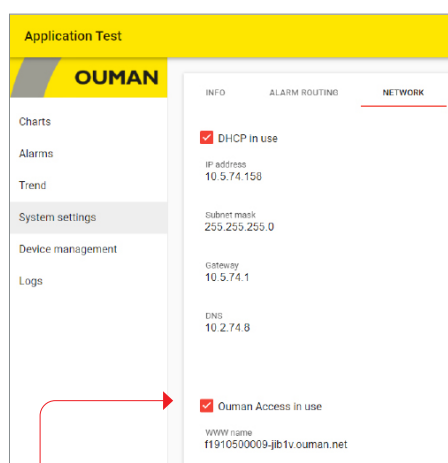 Application Test
OUMAN
Charts
Alarms
Trend
System settings
Device management
Logs
INFO ALARM ROUTING NETWORK
DHCP in use
IP address
10.5.74.158
Subnet mask
255.255.255.0
Gateway
10.5.74.1
DNS
10.2.74.8
Ouman Access in use
WWW name
f1910500009-jib1v.ouman.net